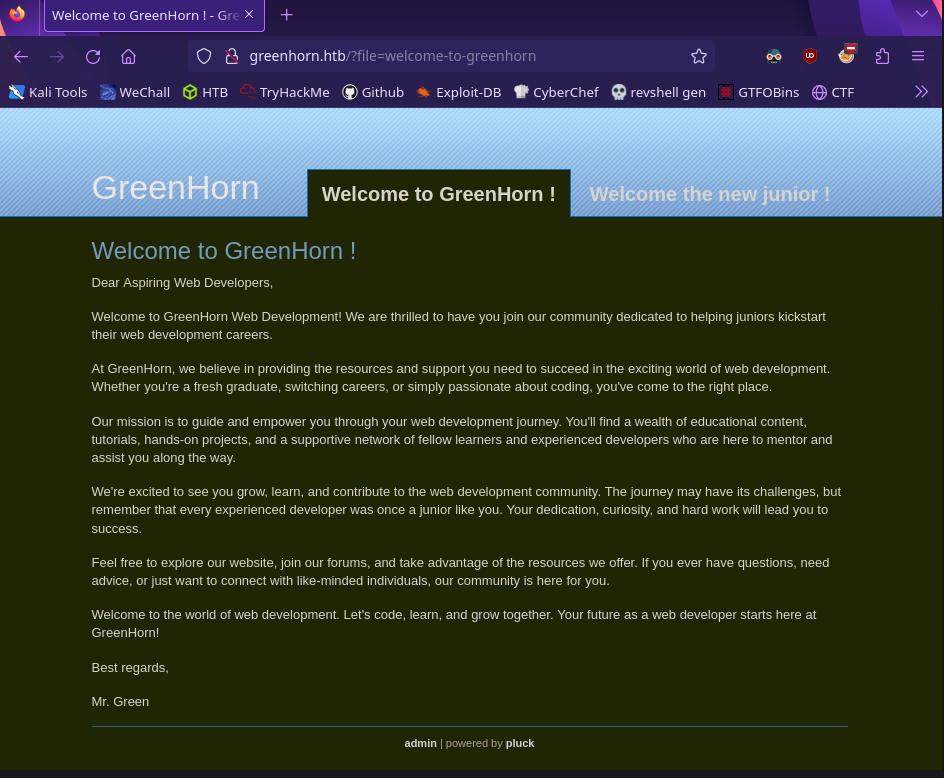 Welcome to GreenHorn ! - Gre
greenhorn.htb/?file=welcome-to-greenhorn
Kali Tools WeChall HTB TryHackMe Github Exploit-DB CyberChef revshell gen GTFOBins CTF
GreenHorn Welcome to GreenHorn ! Welcome the new junior !
Welcome to GreenHorn !
Dear Aspiring Web Developers,
Welcome to GreenHorn Web Development! We are thrilled to have you join our community dedicated to helping juniors kickstart
their web development careers.
At GreenHorn, we believe in providing the resources and support you need to succeed in the exciting world of web development.
Whether you're a fresh graduate, switching careers, or simply passionate about coding, you've come to the right place.
Our mission is to guide and empower you through your web development journey. You'll find a wealth of educational content,
tutorials, hands-on projects, and a supportive network of fellow learners and experienced developers who are here to mentor and
assist you along the way.
We're excited to see you grow, learn, and contribute to the web development community. The journey may have its challenges, but
remember that every experienced developer was once a junior like you. Your dedication, curiosity, and hard work will lead you to
success.
Feel free to explore our website, join our forums, and take advantage of the resources we offer. If you ever have questions, need
advice, or just want to connect with like-minded individuals, our community is here for you.
Welcome to the world of web development. Let's code, learn, and grow together. Your future as a web developer starts here at
GreenHorn!
Best regards,
Mr. Green
admin | powered by pluck